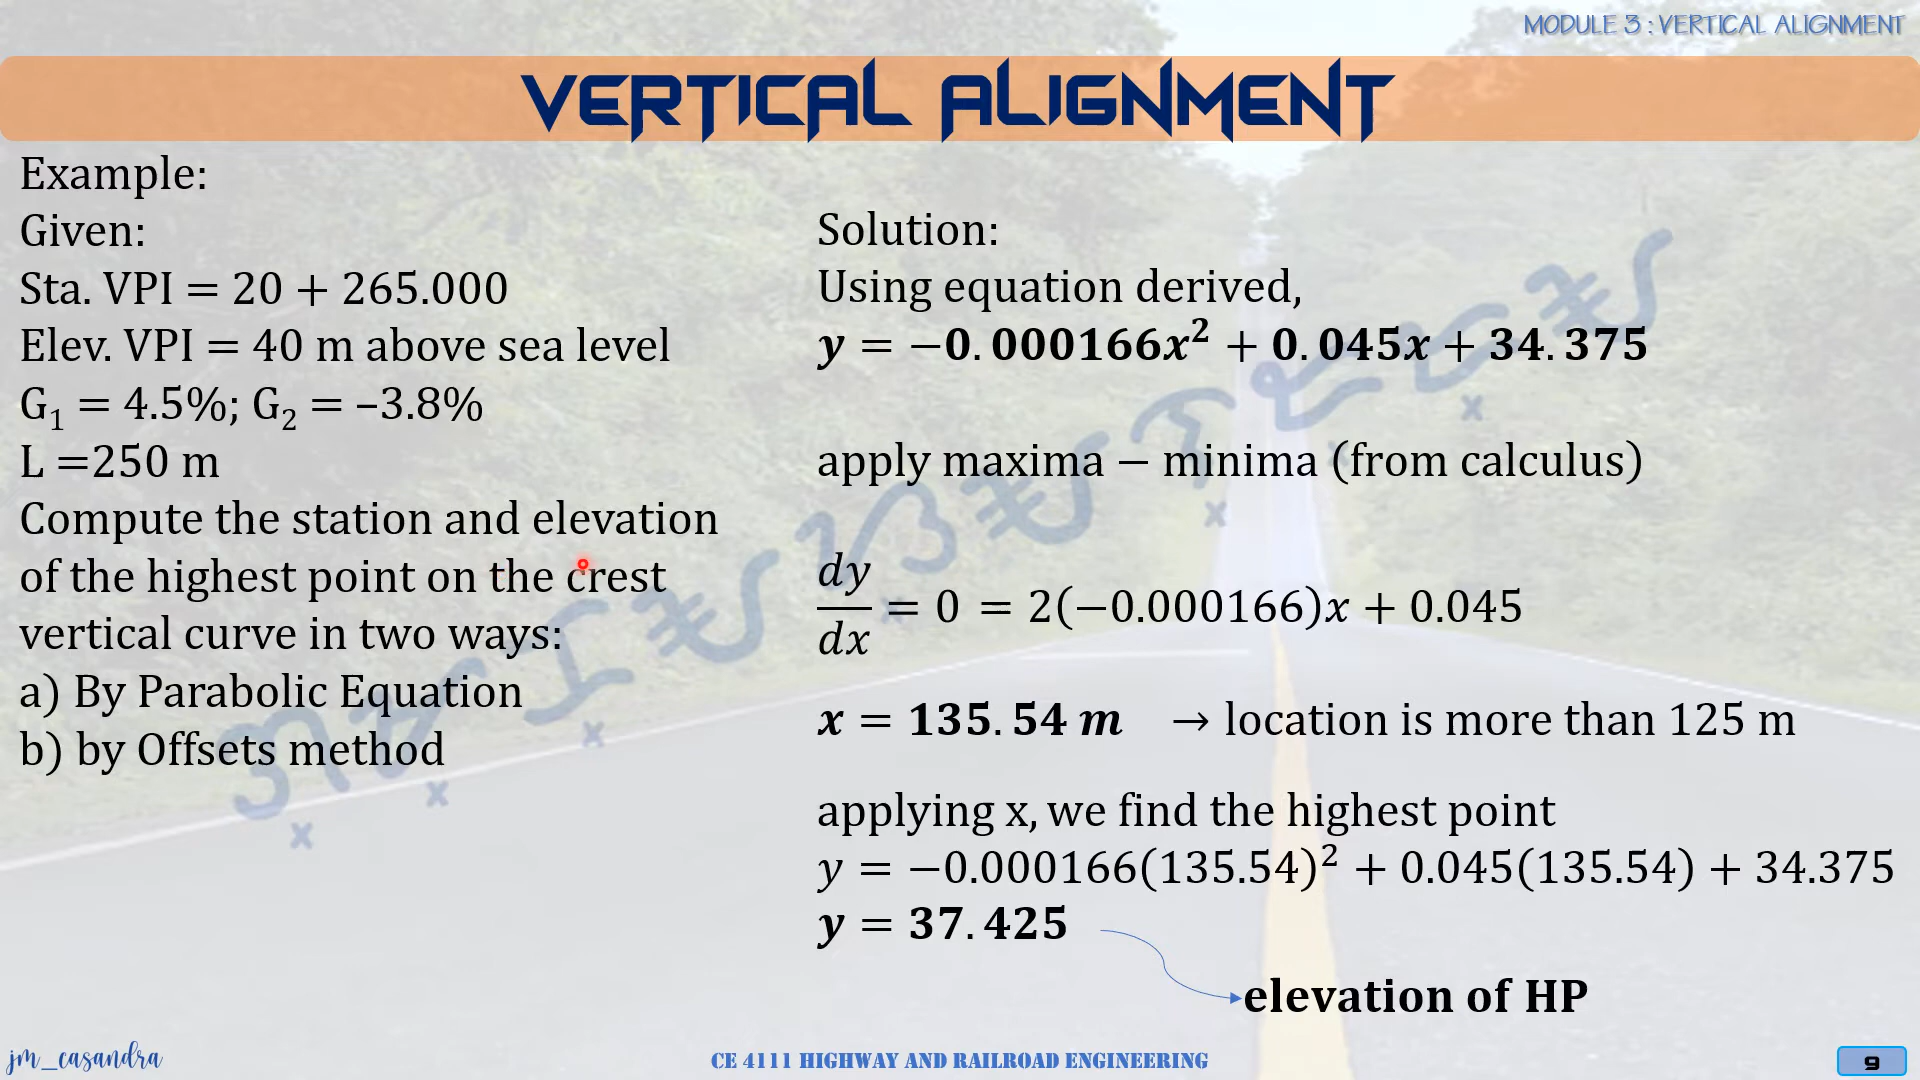 MODULE 3 : VERTICAL ALIGNMENT
VERTICAL ALIGNMENT
Example:
Given:
Sta. VPI = 20 + 265.000
Elev. VPI = 40 m above sea level
G₁ = 4.5%; G₂ = –3.8%
L =250 m
Compute the station and elevation
of the highest point on the crest
vertical curve in two ways:
a) By Parabolic Equation
b) by Offsets method
Solution:
Using equation derived,
y = −0.000166x² + 0.045x + 34.375
apply maxima − minima (from calculus)
dy/dx = 0 = 2(−0.000166)x + 0.045
x = 135.54 m → location is more than 125 m
applying x, we find the highest point
y = −0.000166(135.54)² + 0.045(135.54) + 34.375
y = 37.425
elevation of HP
jm_casandra
CE 4111 HIGHWAY AND RAILROAD ENGINEERING
9